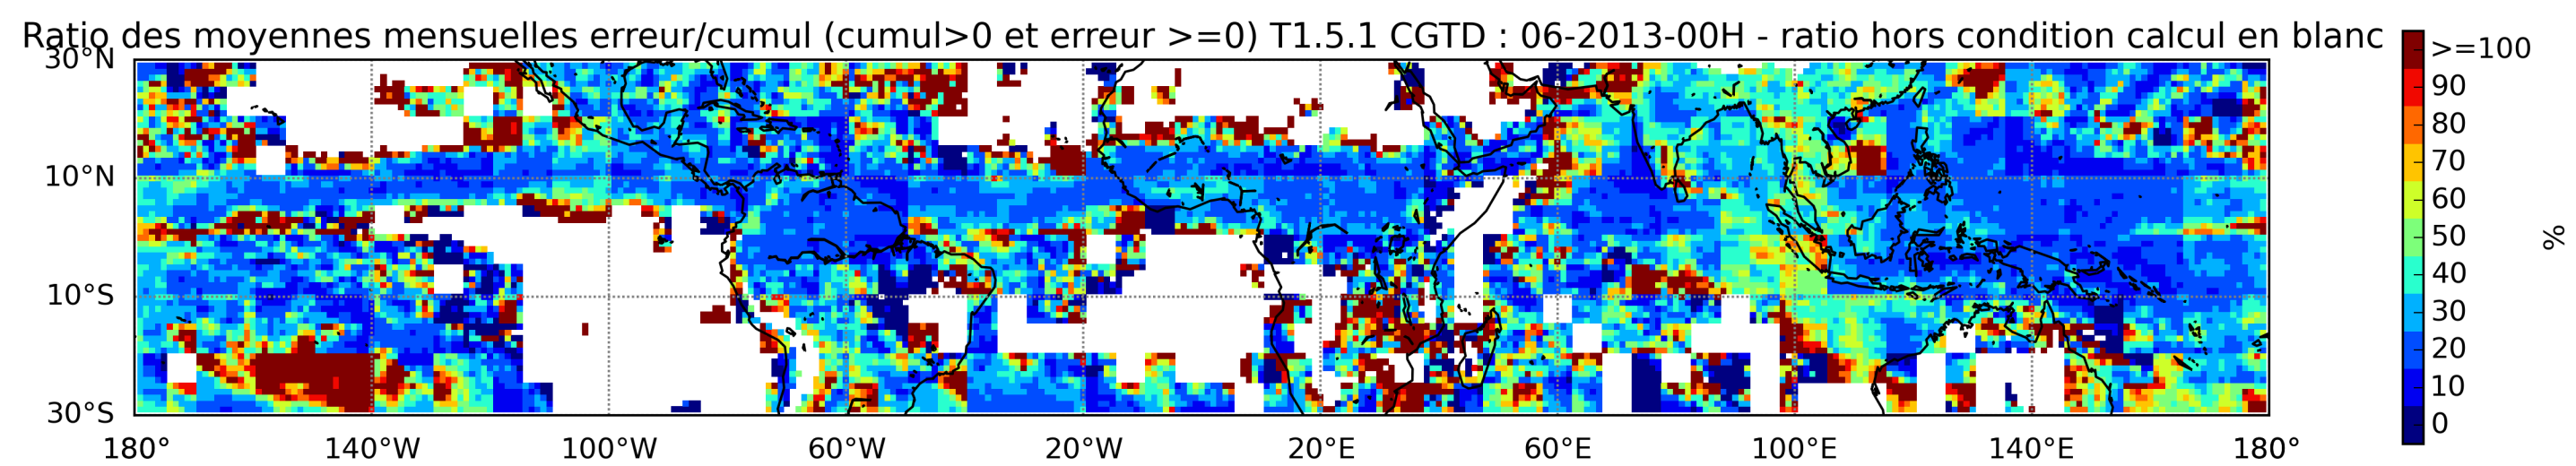 Ratio des moyennes mensuelles erreur/cumul (cumul>0 et erreur >=0) T1.5.1 CGTD : 06-2013-00H - ratio hors condition calcul en blanc
30°N
10°N
10°S
30°S
180°
140°W
100°W
60°W
20°W
20°E
60°E
100°E
140°E
180°
>=100
90
80
70
60
50
40
30
20
10
0
%